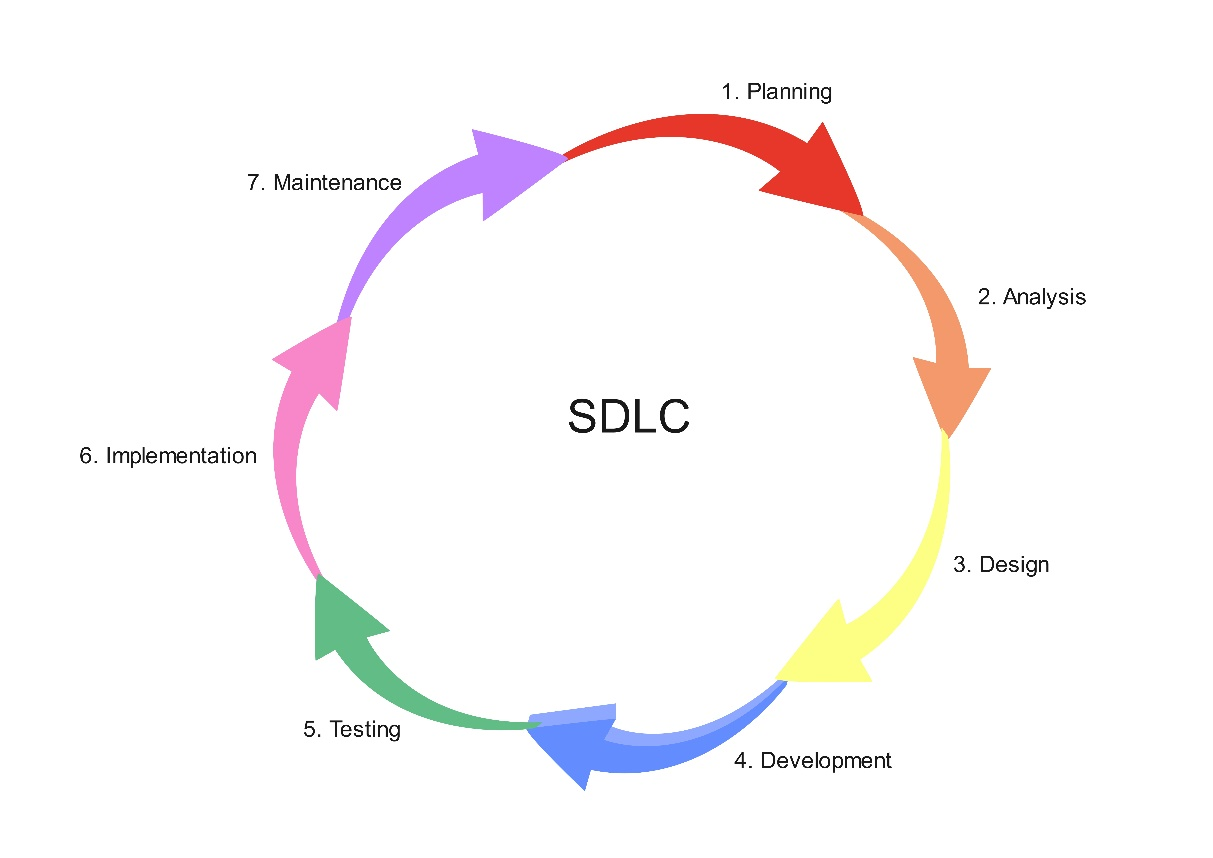 1. Planning
7. Maintenance
2. Analysis
SDLC
6. Implementation
3. Design
5. Testing
4. Development